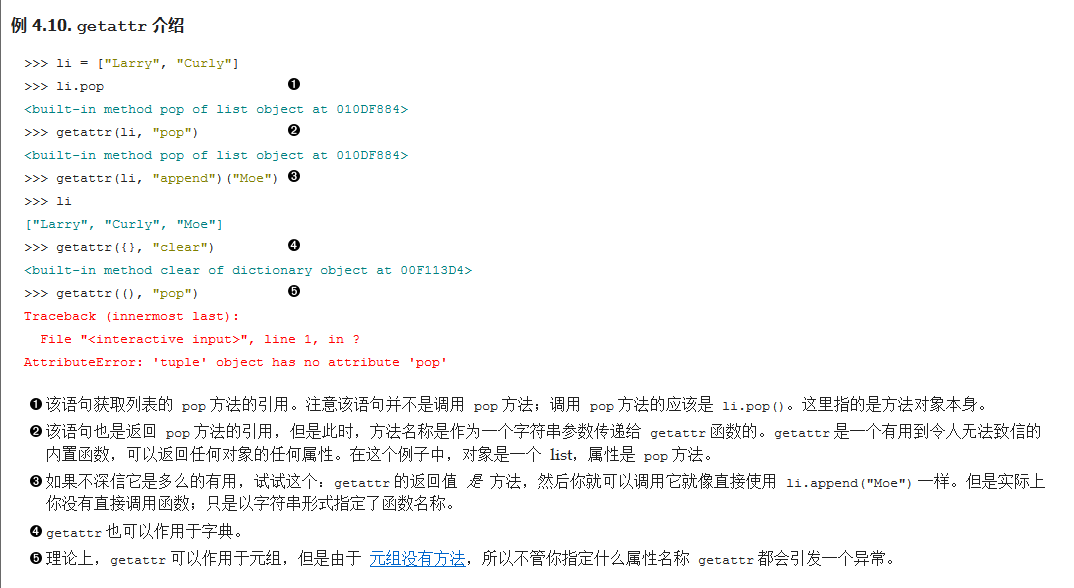 例 4.10. getattr 介绍
>>> li = ["Larry", "Curly"]
>>> li.pop ❶
<built-in method pop of list object at 010DF884>
>>> getattr(li, "pop") ❷
<built-in method pop of list object at 010DF884>
>>> getattr(li, "append")("Moe") ❸
>>> li
["Larry", "Curly", "Moe"]
>>> getattr({}, "clear") ❹
<built-in method clear of dictionary object at 00F113D4>
>>> getattr((), "pop") ❺
Traceback (innermost last):
  File "<interactive input>", line 1, in ?
AttributeError: 'tuple' object has no attribute 'pop'
❶ 该语句获取列表的 pop 方法的引用。注意该语句并不是调用 pop 方法；调用 pop 方法的应该是 li.pop()。这里指的是方法对象本身。
❷ 该语句也是返回 pop 方法的引用，但是此时，方法名称是作为一个字符串参数传递给 getattr 函数的。getattr 是一个有用到令人无法致信的
内置函数，可以返回任何对象的任何属性。在这个例子中，对象是一个 list，属性是 pop 方法。
❸ 如果不深信它是多么的有用，试试这个：getattr 的返回值 是 方法，然后你就可以调用它就像直接使用 li.append("Moe") 一样。但是实际上
你没有直接调用函数；只是以字符串形式指定了函数名称。
❹ getattr 也可以作用于字典。
❺ 理论上，getattr 可以作用于元组，但是由于 元组没有方法，所以不管你指定什么属性名称 getattr 都会引发一个异常。